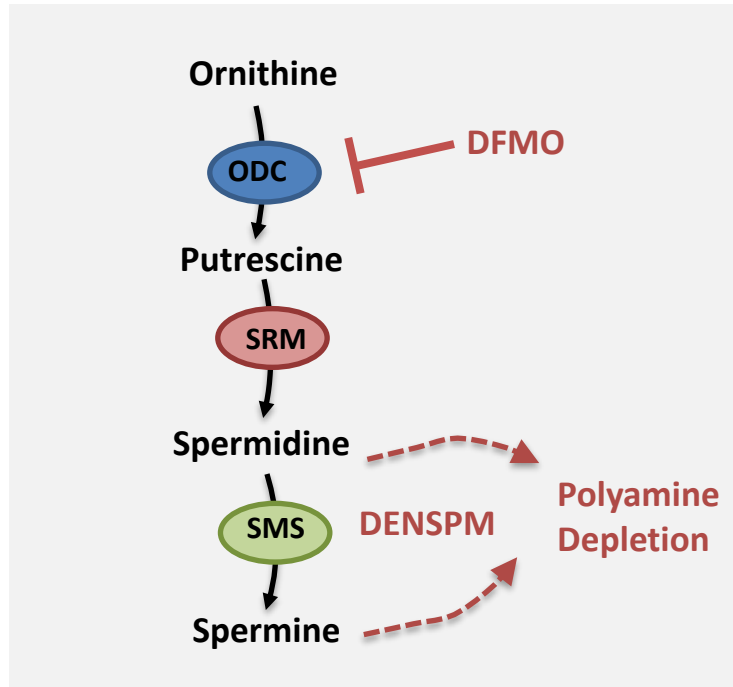 Ornithine
DFMO
ODC
Putrescine
SRM
Spermidine
Polyamine
Depletion
DENSPM
SMS
Spermine